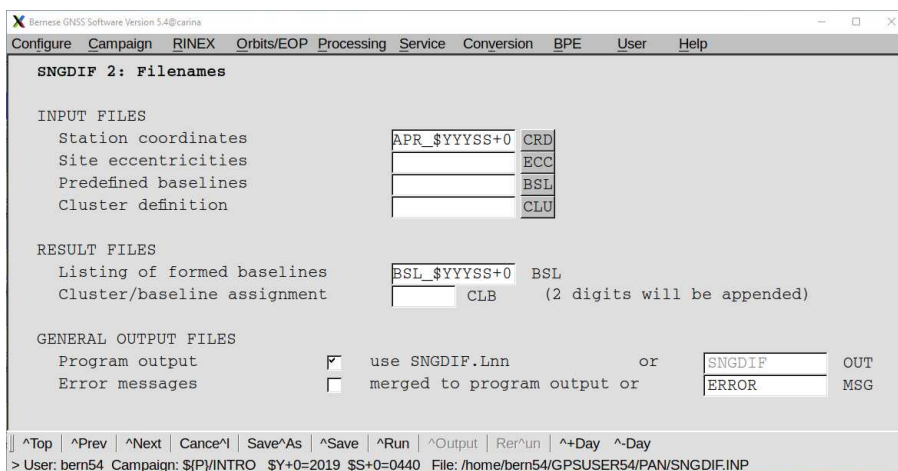 Bernese GNSS Software Version 5.4@carina
Configure Campaign RINEX Orbits/EOP Processing Service Conversion BPE User Help
SNGDIF 2: Filenames
INPUT FILES
Station coordinates APR_$YYYSS+0 CRD
Site eccentricities ECC
Predefined baselines BSL
Cluster definition CLU
RESULT FILES
Listing of formed baselines BSL_$YYYSS+0 BSL
Cluster/baseline assignment CLB (2 digits will be appended)
GENERAL OUTPUT FILES
Program output use SNGDIF.Lnn or SNGDIF OUT
Error messages merged to program output or ERROR MSG
^Top ^Prev ^Next Cance^l Save^As ^Save ^Run ^Output Rer^un ^+Day ^-Day
> User: bern54 Campaign: ${P}/INTRO $Y+0=2019 $S+0=0440 File: /home/bern54/GPSUSER54/PAN/SNGDIF.INP